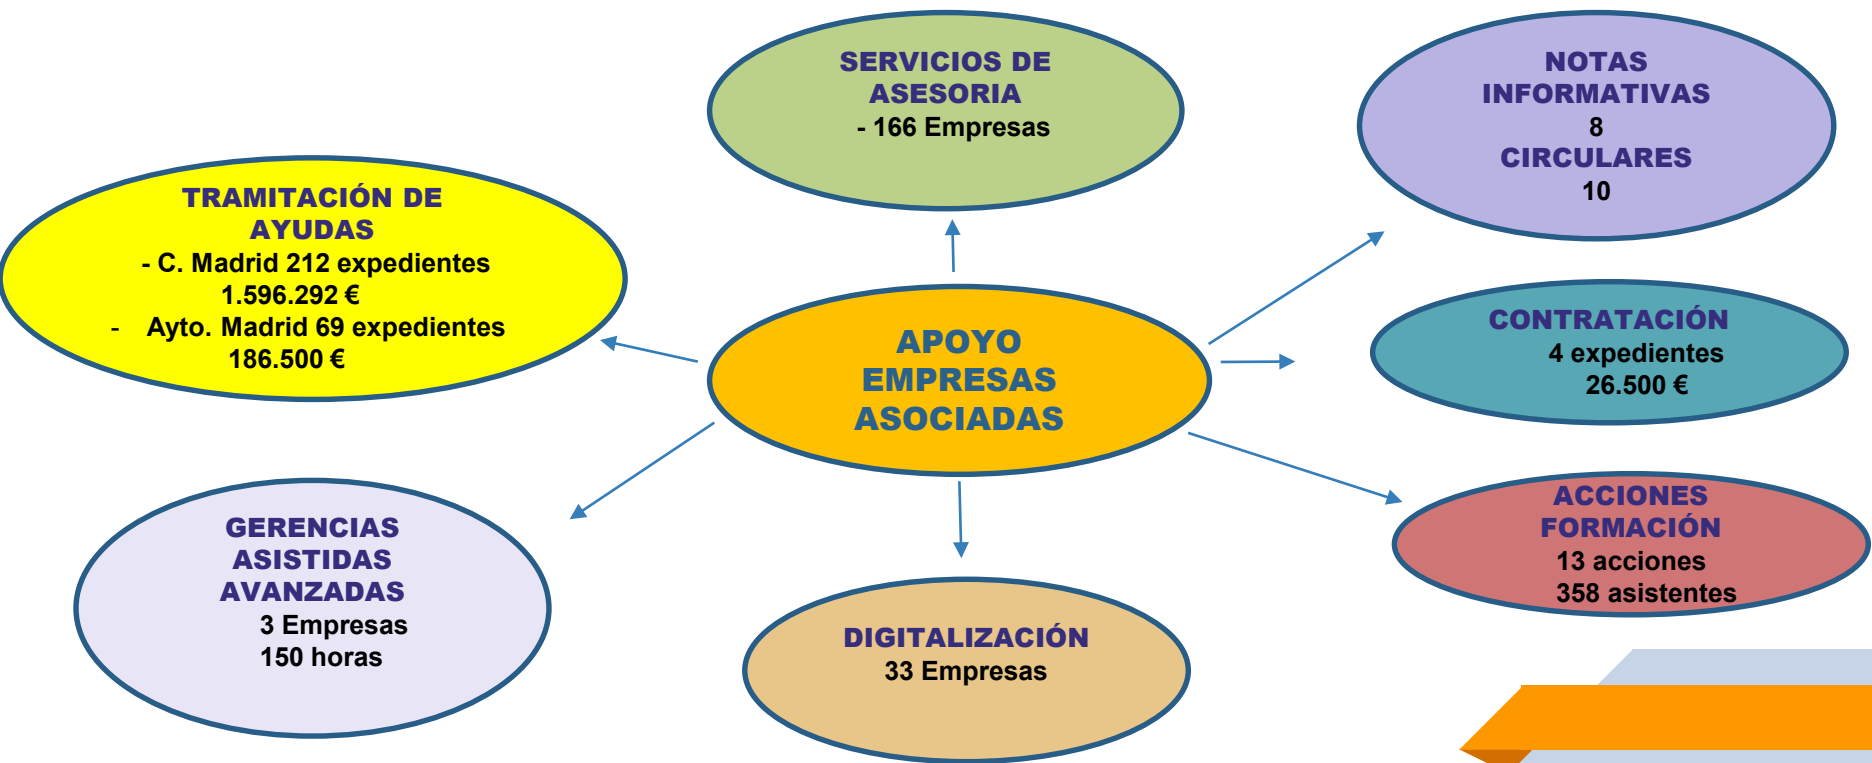 SERVICIOS DE
ASESORIA
- 166 Empresas
NOTAS
INFORMATIVAS
8
CIRCULARES
10
TRAMITACIÓN DE
AYUDAS
- C. Madrid 212 expedientes
1.596.292 €
- Ayto. Madrid 69 expedientes
186.500 €
APOYO
EMPRESAS
ASOCIADAS
CONTRATACIÓN
4 expedientes
26.500 €
GERENCIAS
ASISTIDAS
AVANZADAS
3 Empresas
150 horas
DIGITALIZACIÓN
33 Empresas
ACCIONES
FORMACIÓN
13 acciones
358 asistentes